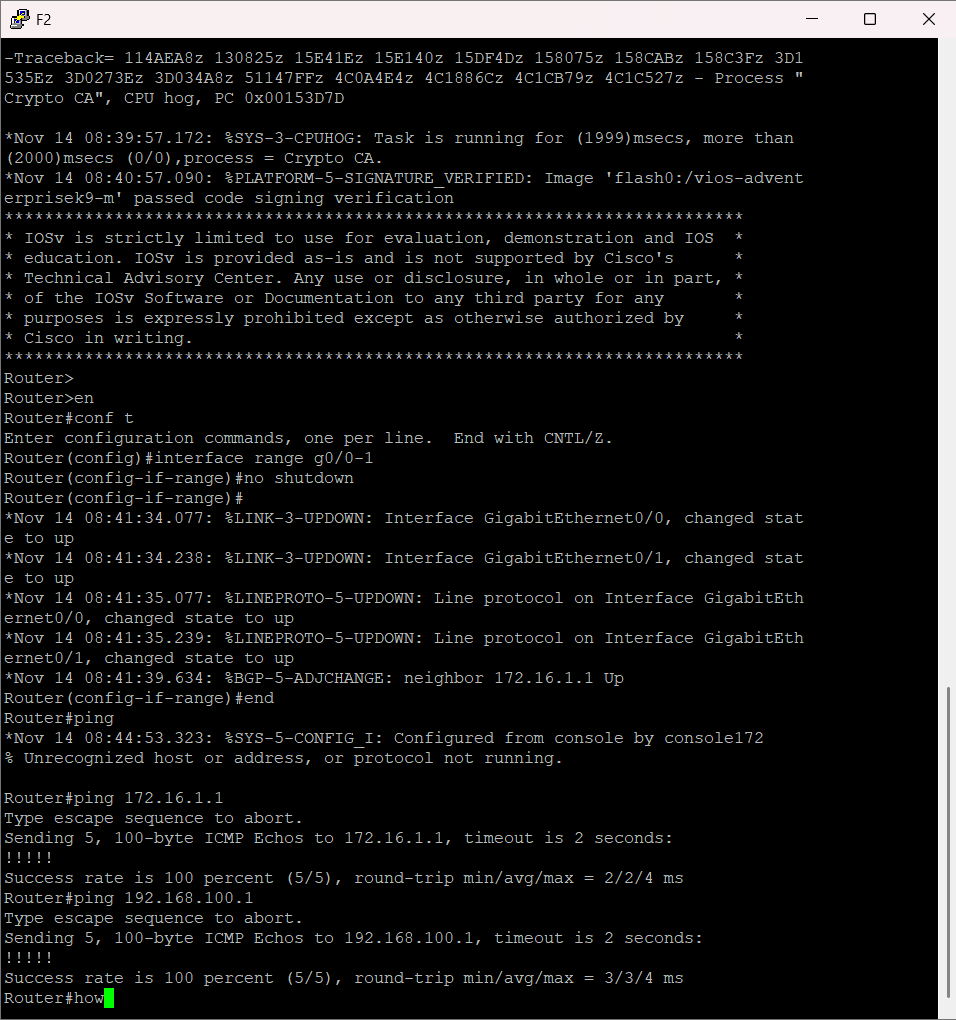 F2
-Traceback= 114AEA8z 130825z 15E41Ez 15E140z 15DF4Dz 158075z 158CABz 158C3Fz 3D1
535Ez 3D0273Ez 3D034A8z 51147FFz 4C0A4E4z 4C1886Cz 4C1CB79z 4C1C527z - Process "
Crypto CA", CPU hog, PC 0x00153D7D
*Nov 14 08:39:57.172: %SYS-3-CPUHOG: Task is running for (1999)msecs, more than
(2000)msecs (0/0),process = Crypto CA.
*Nov 14 08:40:57.090: %PLATFORM-5-SIGNATURE_VERIFIED: Image 'flash0:/vios-advent
erprisek9-m' passed code signing verification
**************************************************************************
* IOSv is strictly limited to use for evaluation, demonstration and IOS  *
* education. IOSv is provided as-is and is not supported by Cisco's      *
* Technical Advisory Center. Any use or disclosure, in whole or in part, *
* of the IOSv Software or Documentation to any third party for any       *
* purposes is expressly prohibited except as otherwise authorized by     *
* Cisco in writing.                                                      *
**************************************************************************
Router>
Router>en
Router#conf t
Enter configuration commands, one per line.  End with CNTL/Z.
Router(config)#interface range g0/0-1
Router(config-if-range)#no shutdown
Router(config-if-range)#
*Nov 14 08:41:34.077: %LINK-3-UPDOWN: Interface GigabitEthernet0/0, changed stat
e to up
*Nov 14 08:41:34.238: %LINK-3-UPDOWN: Interface GigabitEthernet0/1, changed stat
e to up
*Nov 14 08:41:35.077: %LINEPROTO-5-UPDOWN: Line protocol on Interface GigabitEth
ernet0/0, changed state to up
*Nov 14 08:41:35.239: %LINEPROTO-5-UPDOWN: Line protocol on Interface GigabitEth
ernet0/1, changed state to up
*Nov 14 08:41:39.634: %BGP-5-ADJCHANGE: neighbor 172.16.1.1 Up
Router(config-if-range)#end
Router#ping
*Nov 14 08:44:53.323: %SYS-5-CONFIG_I: Configured from console by console172
% Unrecognized host or address, or protocol not running.
Router#ping 172.16.1.1
Type escape sequence to abort.
Sending 5, 100-byte ICMP Echos to 172.16.1.1, timeout is 2 seconds:
!!!!!
Success rate is 100 percent (5/5), round-trip min/avg/max = 2/2/4 ms
Router#ping 192.168.100.1
Type escape sequence to abort.
Sending 5, 100-byte ICMP Echos to 192.168.100.1, timeout is 2 seconds:
!!!!!
Success rate is 100 percent (5/5), round-trip min/avg/max = 3/3/4 ms
Router#how